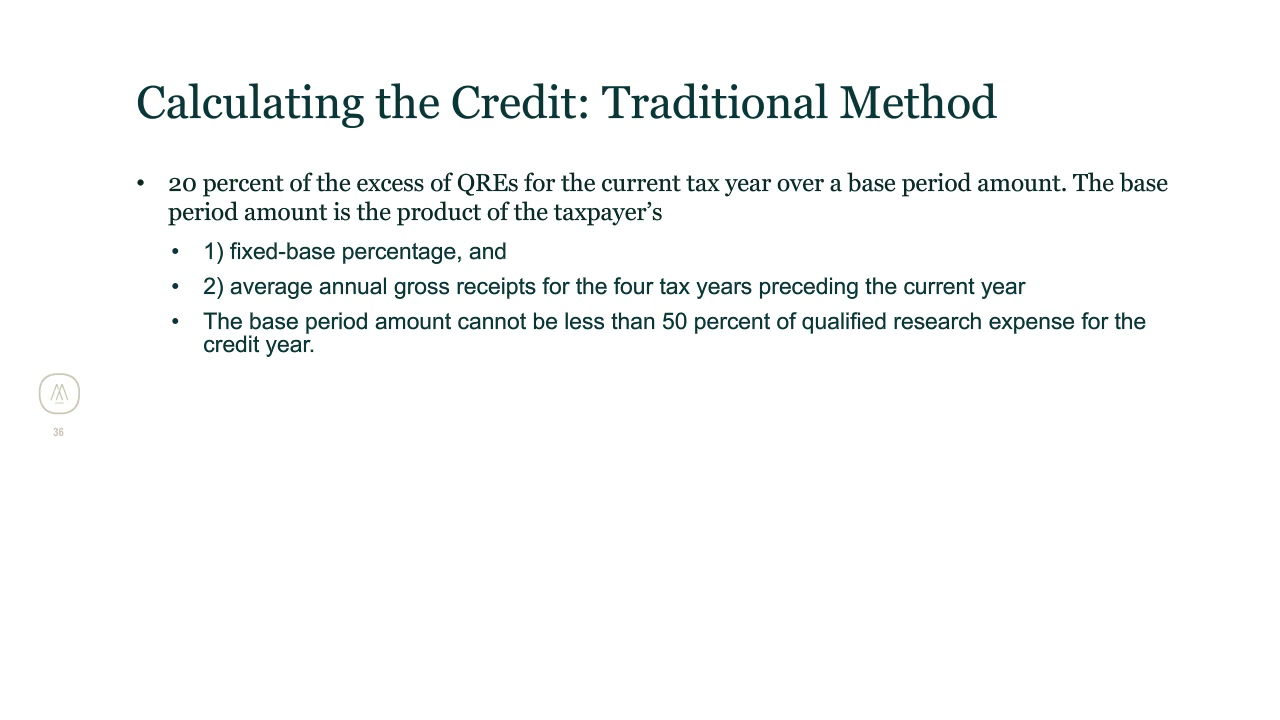 Calculating the Credit: Traditional Method
• 20 percent of the excess of QREs for the current tax year over a base period amount. The base
period amount is the product of the taxpayer’s
• 1) fixed-base percentage, and
• 2) average annual gross receipts for the four tax years preceding the current year
• The base period amount cannot be less than 50 percent of qualified research expense for the
credit year.
36